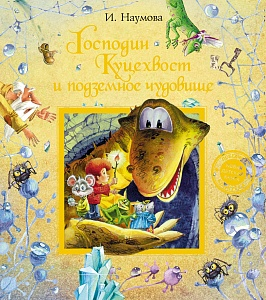 И. Наумова
Господин
Куцехвост
и подземное чудовище